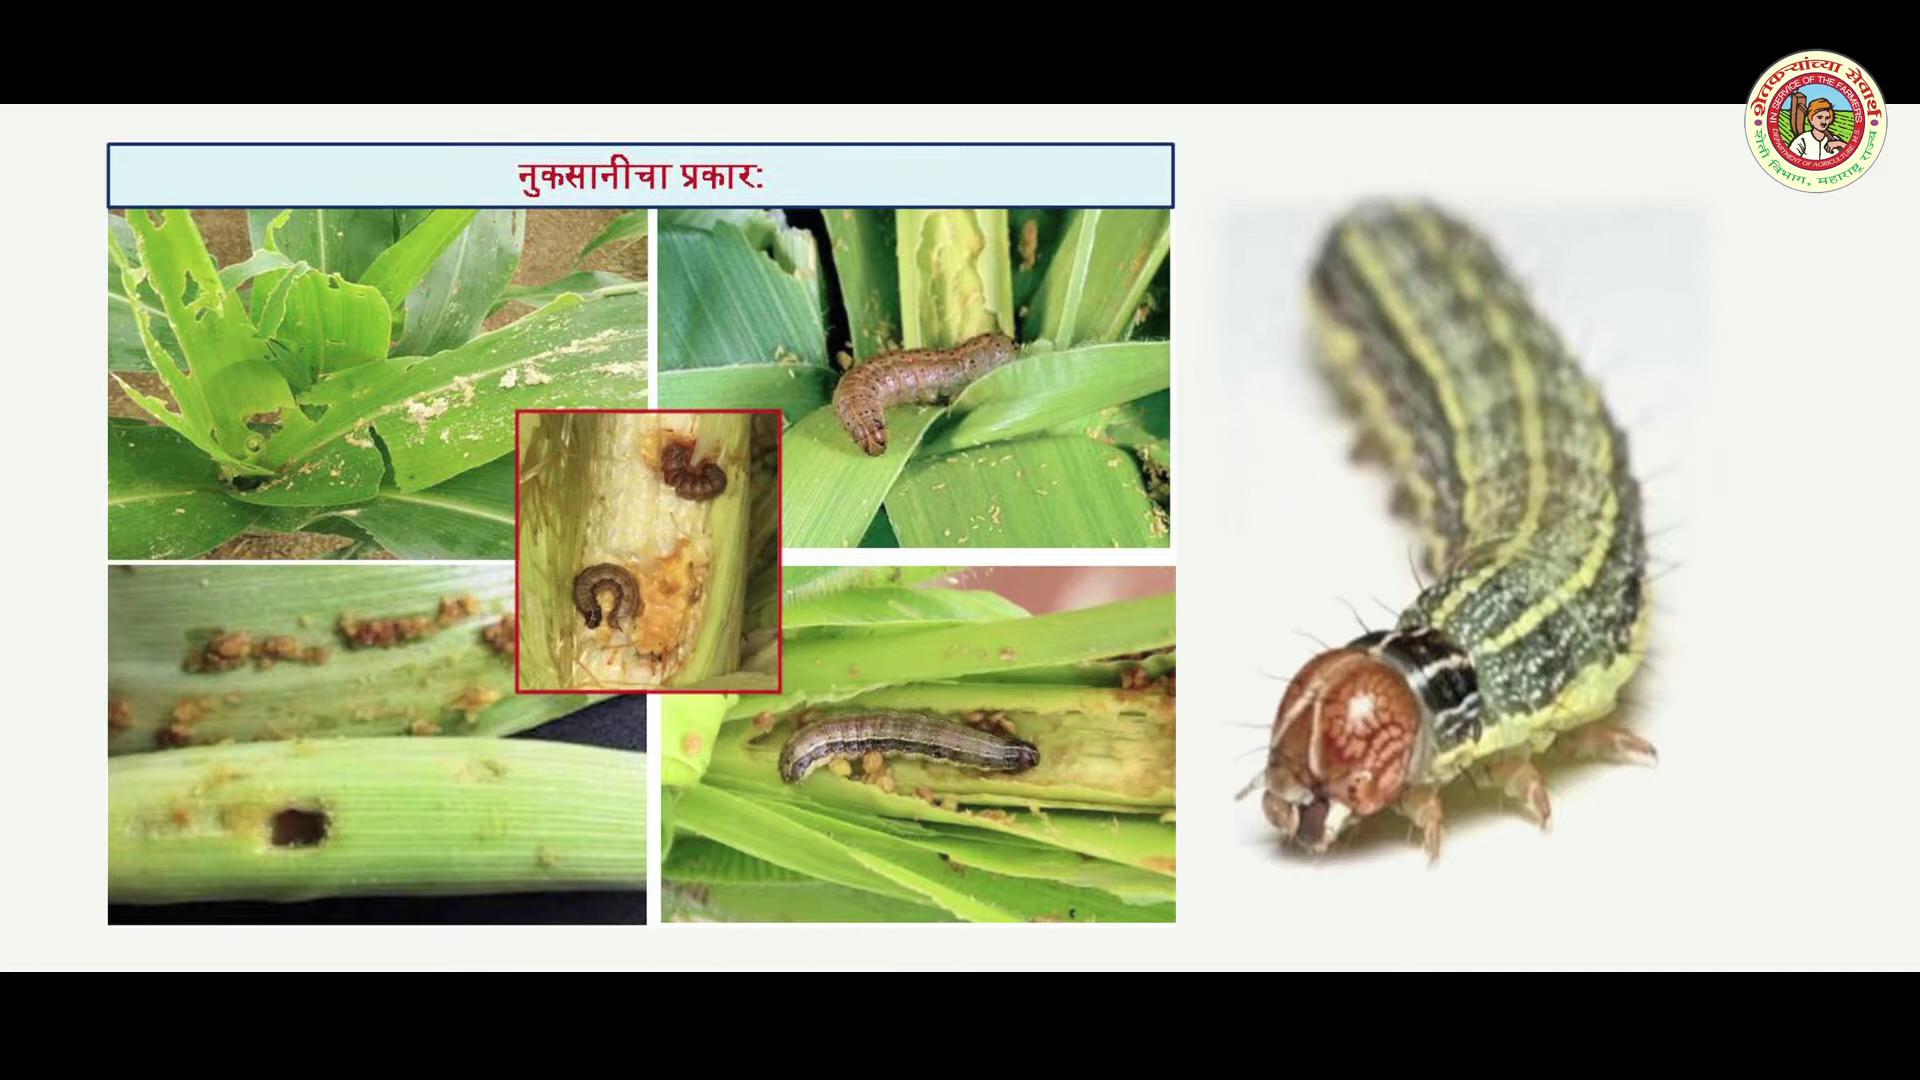 नुकसानीचा प्रकार:
शेतकऱ्यांच्या सेवार्थ
IN SERVICE OF THE FARMERS
DEPARTMENT OF AGRICULTURE, M.S.
शेती विभाग, महाराष्ट्र राज्य